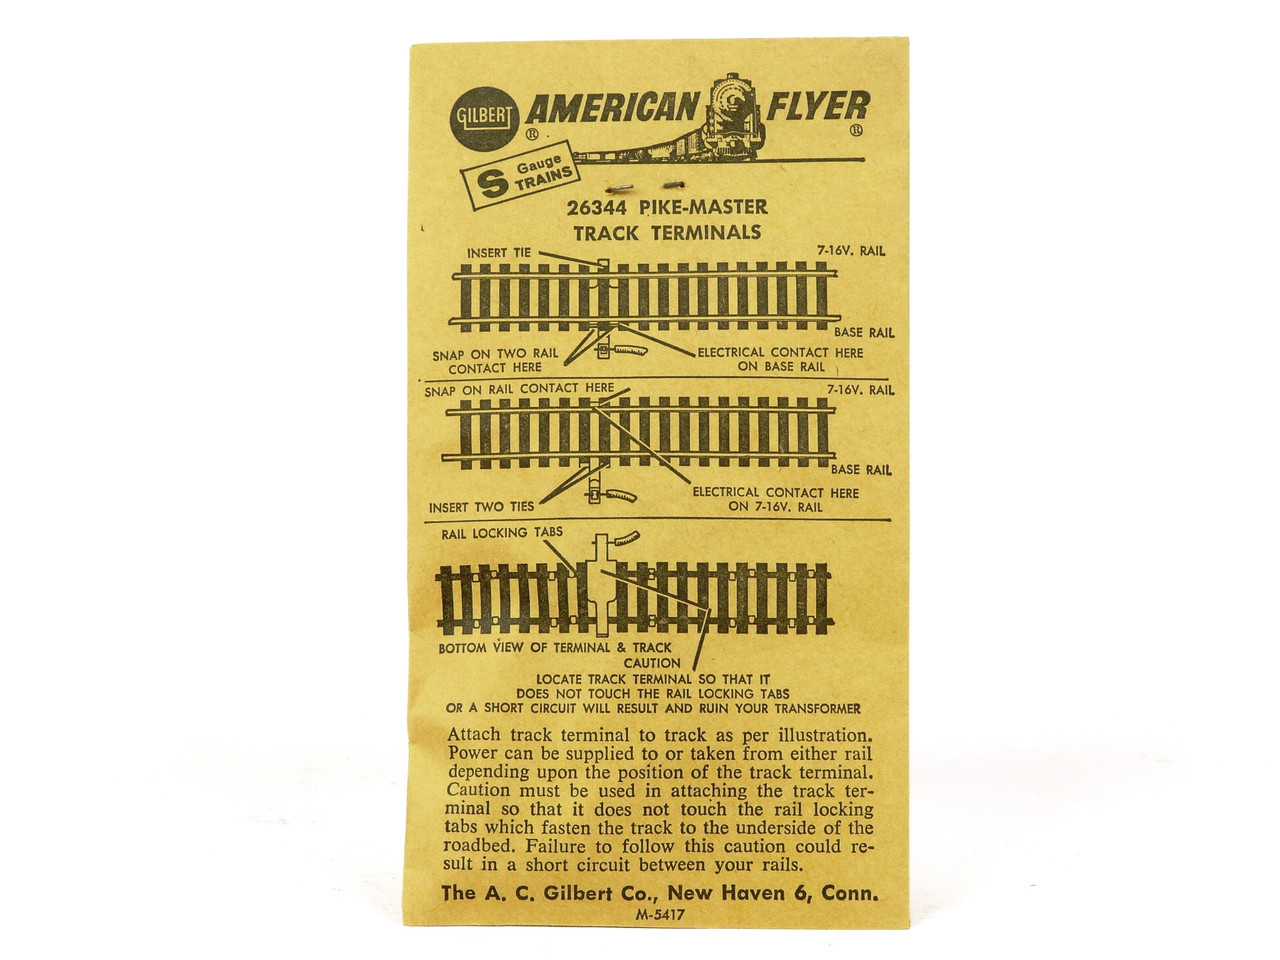 GILBERT
®
AMERICAN FLYER
®
S Gauge
TRAINS
26344 PIKE-MASTER
TRACK TERMINALS
INSERT TIE
7-16V. RAIL
BASE RAIL
SNAP ON TWO RAIL
CONTACT HERE
ELECTRICAL CONTACT HERE
ON BASE RAIL
SNAP ON RAIL CONTACT HERE
7-16V. RAIL
BASE RAIL
INSERT TWO TIES
ELECTRICAL CONTACT HERE
ON 7-16V. RAIL
RAIL LOCKING TABS
BOTTOM VIEW OF TERMINAL & TRACK
CAUTION
LOCATE TRACK TERMINAL SO THAT IT
DOES NOT TOUCH THE RAIL LOCKING TABS
OR A SHORT CIRCUIT WILL RESULT AND RUIN YOUR TRANSFORMER
Attach track terminal to track as per illustration.
Power can be supplied to or taken from either rail
depending upon the position of the track terminal.
Caution must be used in attaching the track ter-
minal so that it does not touch the rail locking
tabs which fasten the track to the underside of the
roadbed. Failure to follow this caution could re-
sult in a short circuit between your rails.
The A. C. Gilbert Co., New Haven 6, Conn.
M-5417